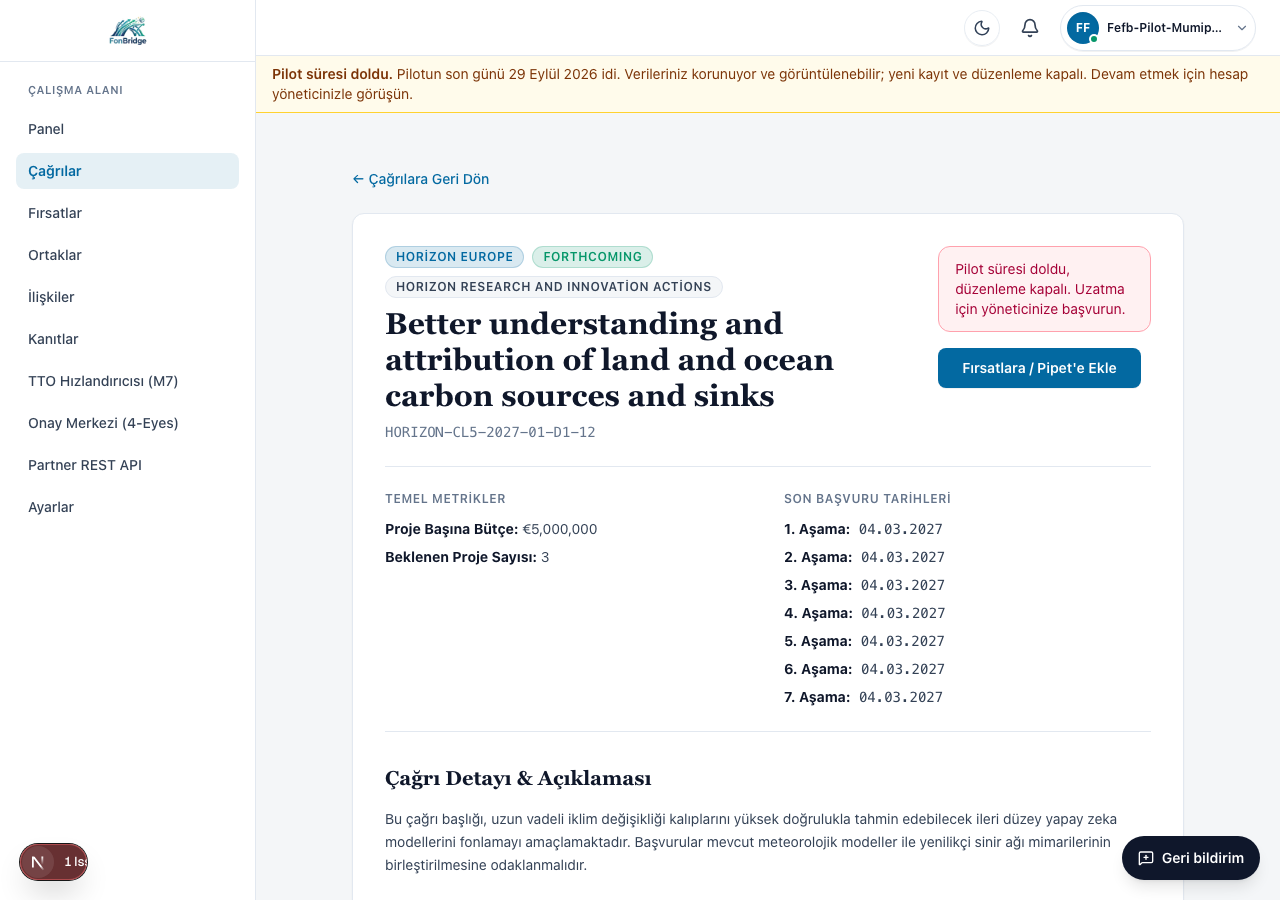 FonBridge
FF
Fefb-Pilot-Mumip...
Pilot süresi doldu. Pilotun son günü 29 Eylül 2026 idi. Verileriniz korunuyor ve görüntülenebilir; yeni kayıt ve düzenleme kapalı. Devam etmek için hesap
yöneticinizle görüşün.
ÇALIŞMA ALANI
Panel
Çağrılar
Fırsatlar
Ortaklar
İlişkiler
Kanıtlar
TTO Hızlandırıcısı (M7)
Onay Merkezi (4-Eyes)
Partner REST API
Ayarlar
← Çağrılara Geri Dön
HORİZON EUROPE
FORTHCOMING
HORIZON RESEARCH AND INNOVATİON ACTİONS
Better understanding and
attribution of land and ocean
carbon sources and sinks
HORIZON-CL5-2027-01-D1-12
Pilot süresi doldu,
düzenleme kapalı. Uzatma
için yöneticinize başvurun.
Fırsatlara / Pipet'e Ekle
TEMEL METRİKLER
Proje Başına Bütçe: €5,000,000
Beklenen Proje Sayısı: 3
SON BAŞVURU TARİHLERİ
1. Aşama: 04.03.2027
2. Aşama: 04.03.2027
3. Aşama: 04.03.2027
4. Aşama: 04.03.2027
5. Aşama: 04.03.2027
6. Aşama: 04.03.2027
7. Aşama: 04.03.2027
Çağrı Detayı & Açıklaması
Bu çağrı başlığı, uzun vadeli iklim değişikliği kalıplarını yüksek doğrulukla tahmin edebilecek ileri düzey yapay zeka
modellerini fonlamayı amaçlamaktadır. Başvurular mevcut meteorolojik modeller ile yenilikçi sinir ağı mimarilerinin
birleştirilmesine odaklanmalıdır.
N
1 Iss
Geri bildirim